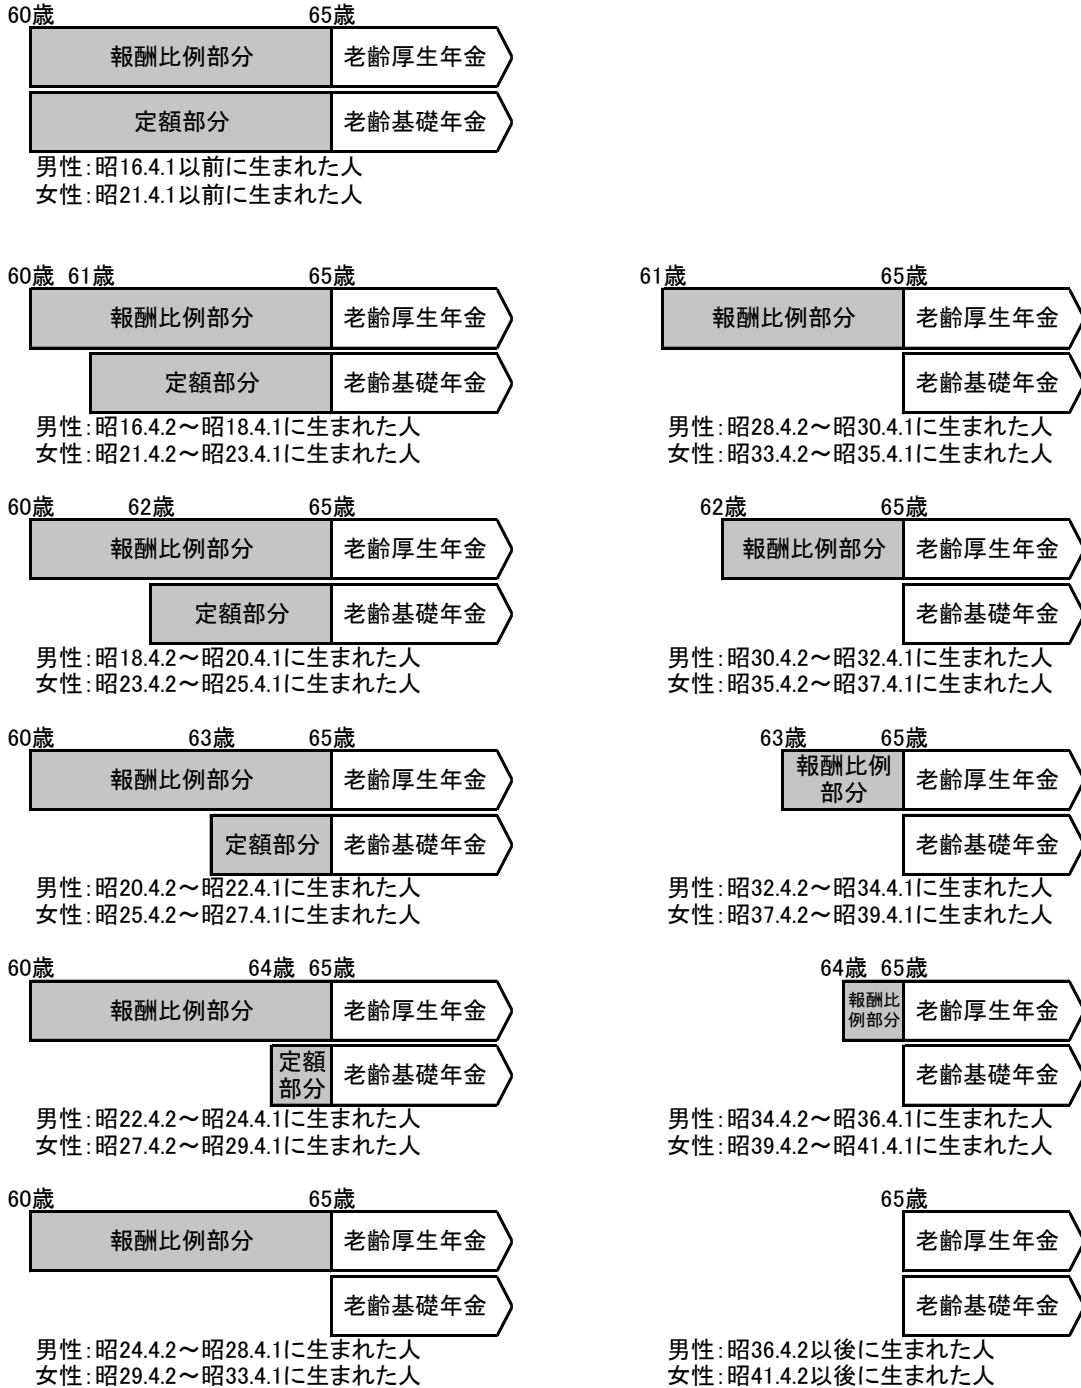 60歳 65歳
報酬比例部分 老齢厚生年金
定額部分 老齢基礎年金
男性:昭16.4.1以前に生まれた人
女性:昭21.4.1以前に生まれた人
60歳 61歳 65歳
報酬比例部分 老齢厚生年金
定額部分 老齢基礎年金
男性:昭16.4.2～昭18.4.1に生まれた人
女性:昭21.4.2～昭23.4.1に生まれた人
60歳 62歳 65歳
報酬比例部分 老齢厚生年金
定額部分 老齢基礎年金
男性:昭18.4.2～昭20.4.1に生まれた人
女性:昭23.4.2～昭25.4.1に生まれた人
60歳 63歳 65歳
報酬比例部分 老齢厚生年金
定額部分 老齢基礎年金
男性:昭20.4.2～昭22.4.1に生まれた人
女性:昭25.4.2～昭27.4.1に生まれた人
60歳 64歳 65歳
報酬比例部分 老齢厚生年金
定額
部分 老齢基礎年金
男性:昭22.4.2～昭24.4.1に生まれた人
女性:昭27.4.2～昭29.4.1に生まれた人
60歳 65歳
報酬比例部分 老齢厚生年金
老齢基礎年金
男性:昭24.4.2～昭28.4.1に生まれた人
女性:昭29.4.2～昭33.4.1に生まれた人
61歳 65歳
報酬比例部分 老齢厚生年金
老齢基礎年金
男性:昭28.4.2～昭30.4.1に生まれた人
女性:昭33.4.2～昭35.4.1に生まれた人
62歳 65歳
報酬比例部分 老齢厚生年金
老齢基礎年金
男性:昭30.4.2～昭32.4.1に生まれた人
女性:昭35.4.2～昭37.4.1に生まれた人
63歳 65歳
報酬比例
部分 老齢厚生年金
老齢基礎年金
男性:昭32.4.2～昭34.4.1に生まれた人
女性:昭37.4.2～昭39.4.1に生まれた人
64歳 65歳
報酬比
例部分 老齢厚生年金
老齢基礎年金
男性:昭34.4.2～昭36.4.1に生まれた人
女性:昭39.4.2～昭41.4.1に生まれた人
65歳
老齢厚生年金
老齢基礎年金
男性:昭36.4.2以後に生まれた人
女性:昭41.4.2以後に生まれた人